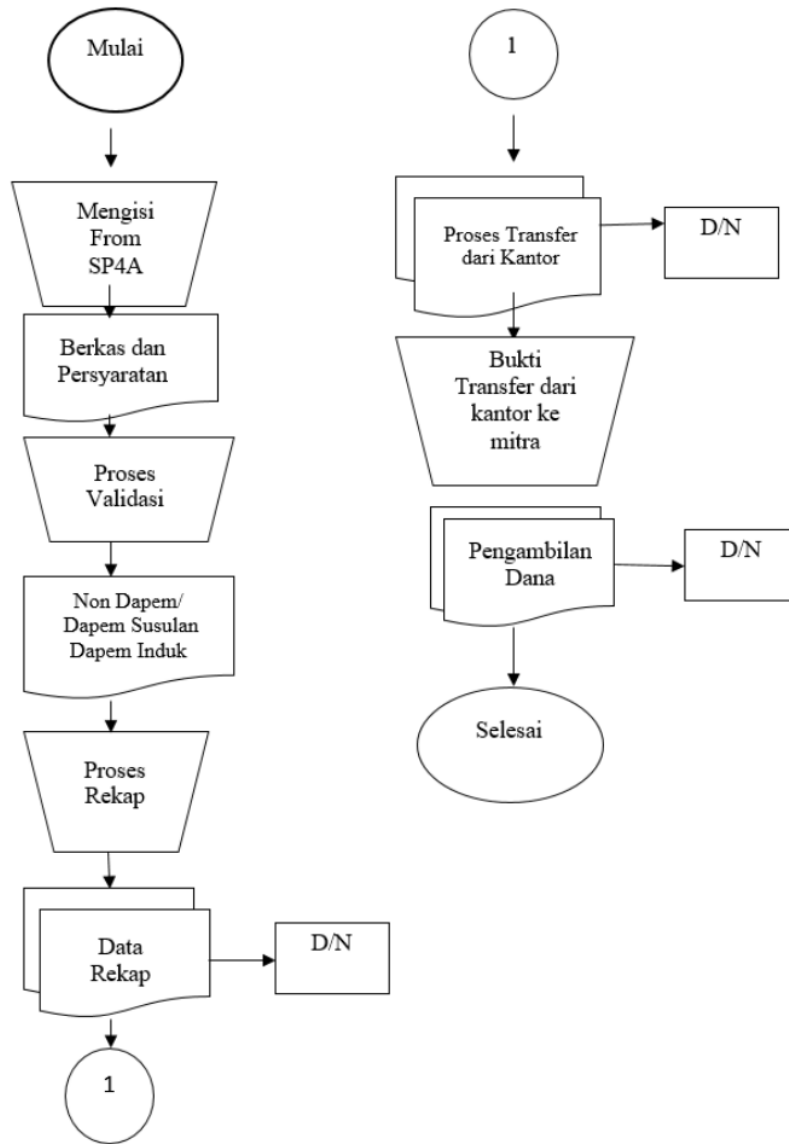 Mulai
Mengisi
From
SP4A
Berkas dan
Persyaratan
Proses
Validasi
Non Dapem/
Dapem Susulan
Dapem Induk
Proses
Rekap
Data
Rekap
D/N
1
1
Proses Transfer
dari Kantor
D/N
Bukti
Transfer dari
kantor ke
mitra
Pengambilan
Dana
D/N
Selesai